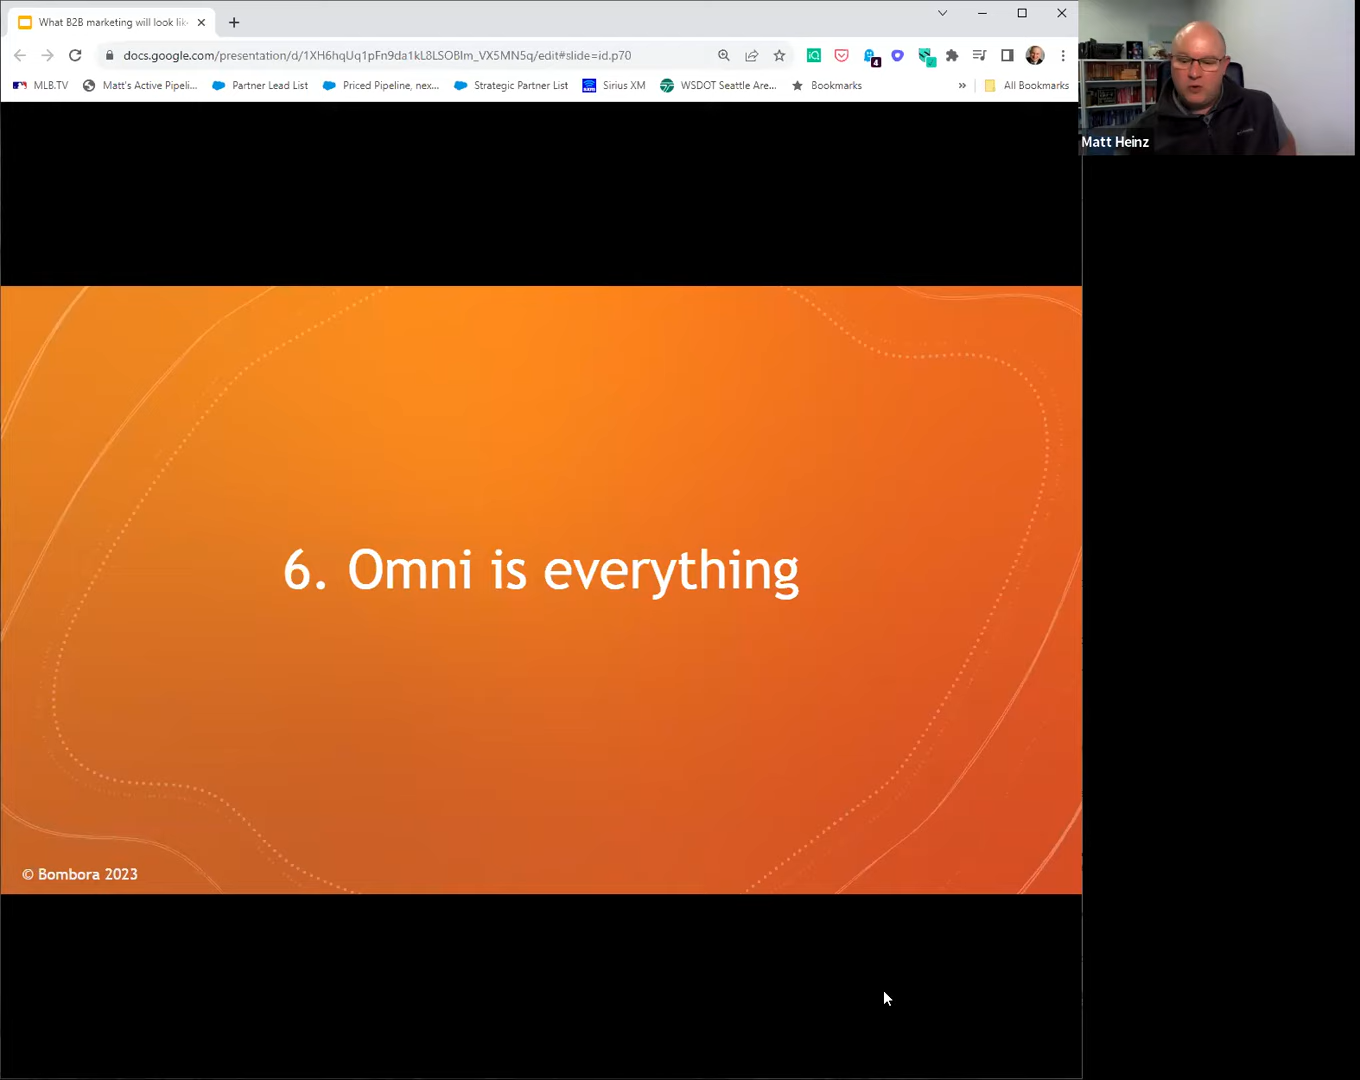 What B2B marketing will look lik
docs.google.com/presentation/d/1XH6hqUq1pFn9da1kL8LSOBIm_VX5MN5q/edit#slide=id.p70
4
MLB.TV
Matt's Active Pipeli...
Partner Lead List
Priced Pipeline, nex...
Strategic Partner List
Sirius XM
WSDOT Seattle Are...
Bookmarks
»
All Bookmarks
Matt Heinz
6. Omni is everything
© Bombora 2023